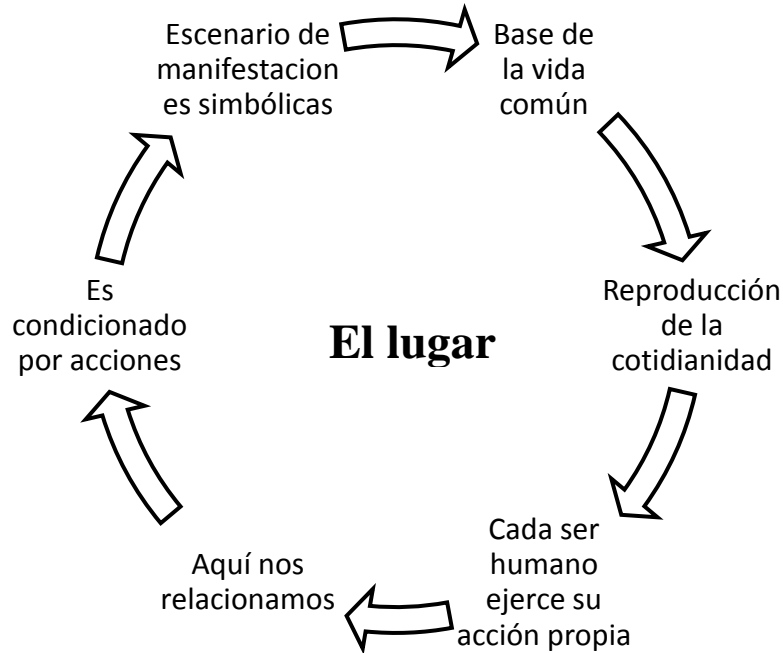 Escenario de
manifestacion
es simbólicas
Base de
la vida
común
Reproducción
de la
cotidianidad
Cada ser
humano
ejerce su
acción propia
Aquí nos
relacionamos
Es
condicionado
por acciones
El lugar